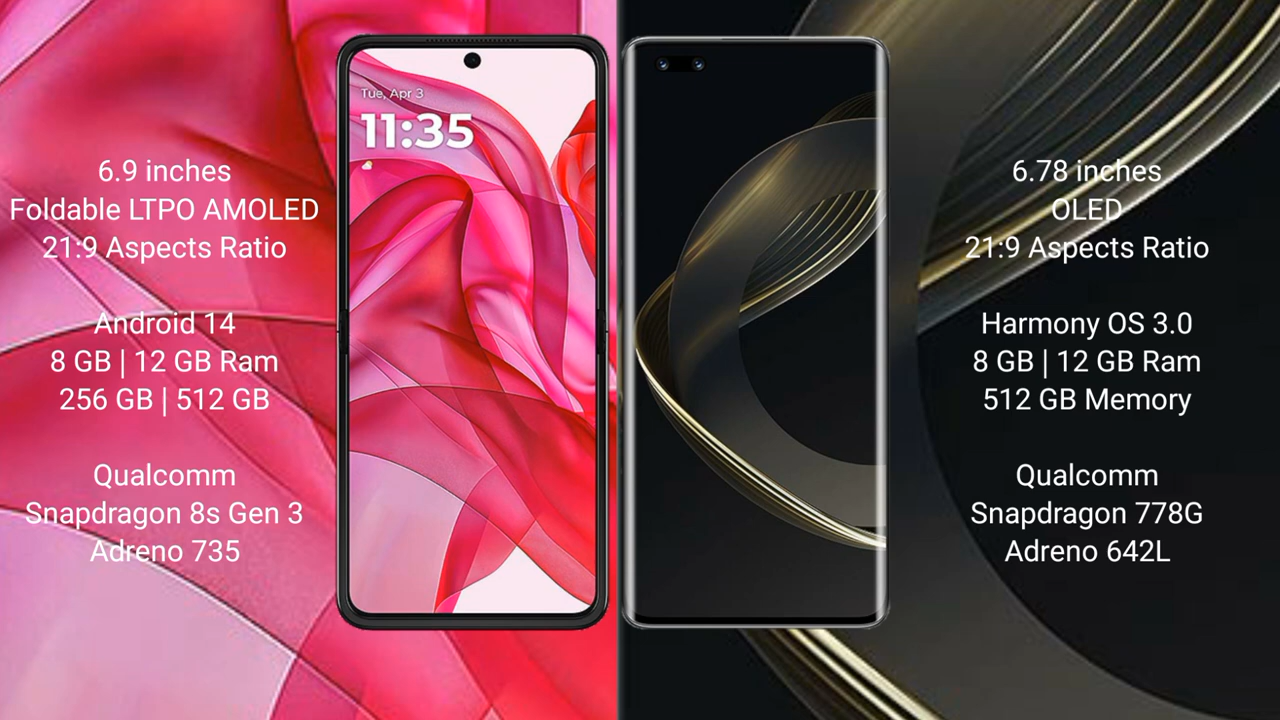 6.9 inches
Foldable LTPO AMOLED
21:9 Aspects Ratio
Android 14
8 GB | 12 GB Ram
256 GB | 512 GB
Qualcomm
Snapdragon 8s Gen 3
Adreno 735
Tue, Apr 3
11:35
6.78 inches
OLED
21:9 Aspects Ratio
Harmony OS 3.0
8 GB | 12 GB Ram
512 GB Memory
Qualcomm
Snapdragon 778G
Adreno 642L